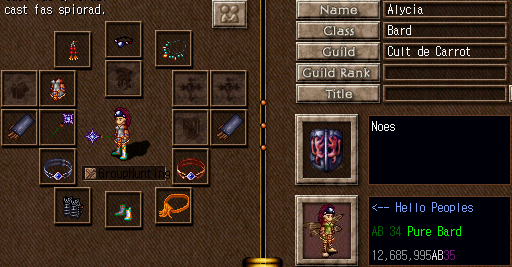 cast fas spiorad.
GroupHunting
Name Alycia
Class Bard
Guild Cult de Carrot
Guild Rank
Title
Noes
<-- Hello Peoples
AB 34 Pure Bard
12,685,995AB35